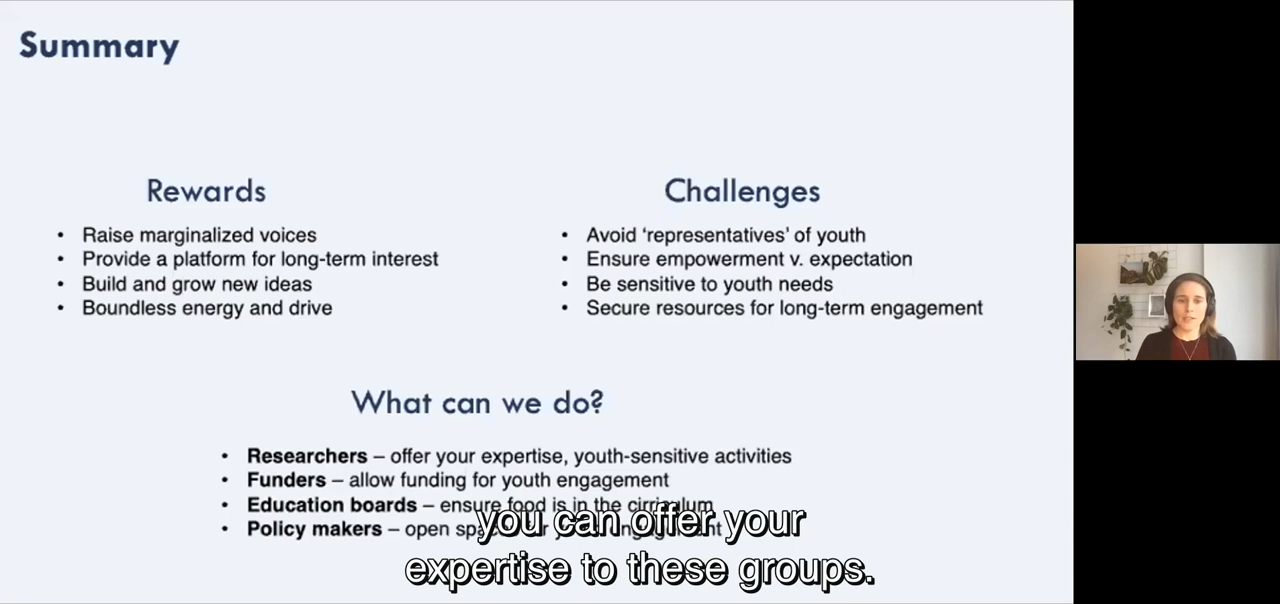 Summary
Rewards
• Raise marginalized voices
• Provide a platform for long-term interest
• Build and grow new ideas
• Boundless energy and drive
Challenges
• Avoid ‘representatives’ of youth
• Ensure empowerment v. expectation
• Be sensitive to youth needs
• Secure resources for long-term engagement
What can we do?
• Researchers – offer your expertise, youth-sensitive activities
• Funders – allow funding for youth engagement
• Education boards – ensure food is in the cirriculum
• Policy makers – open
you can offer your
expertise to these groups.